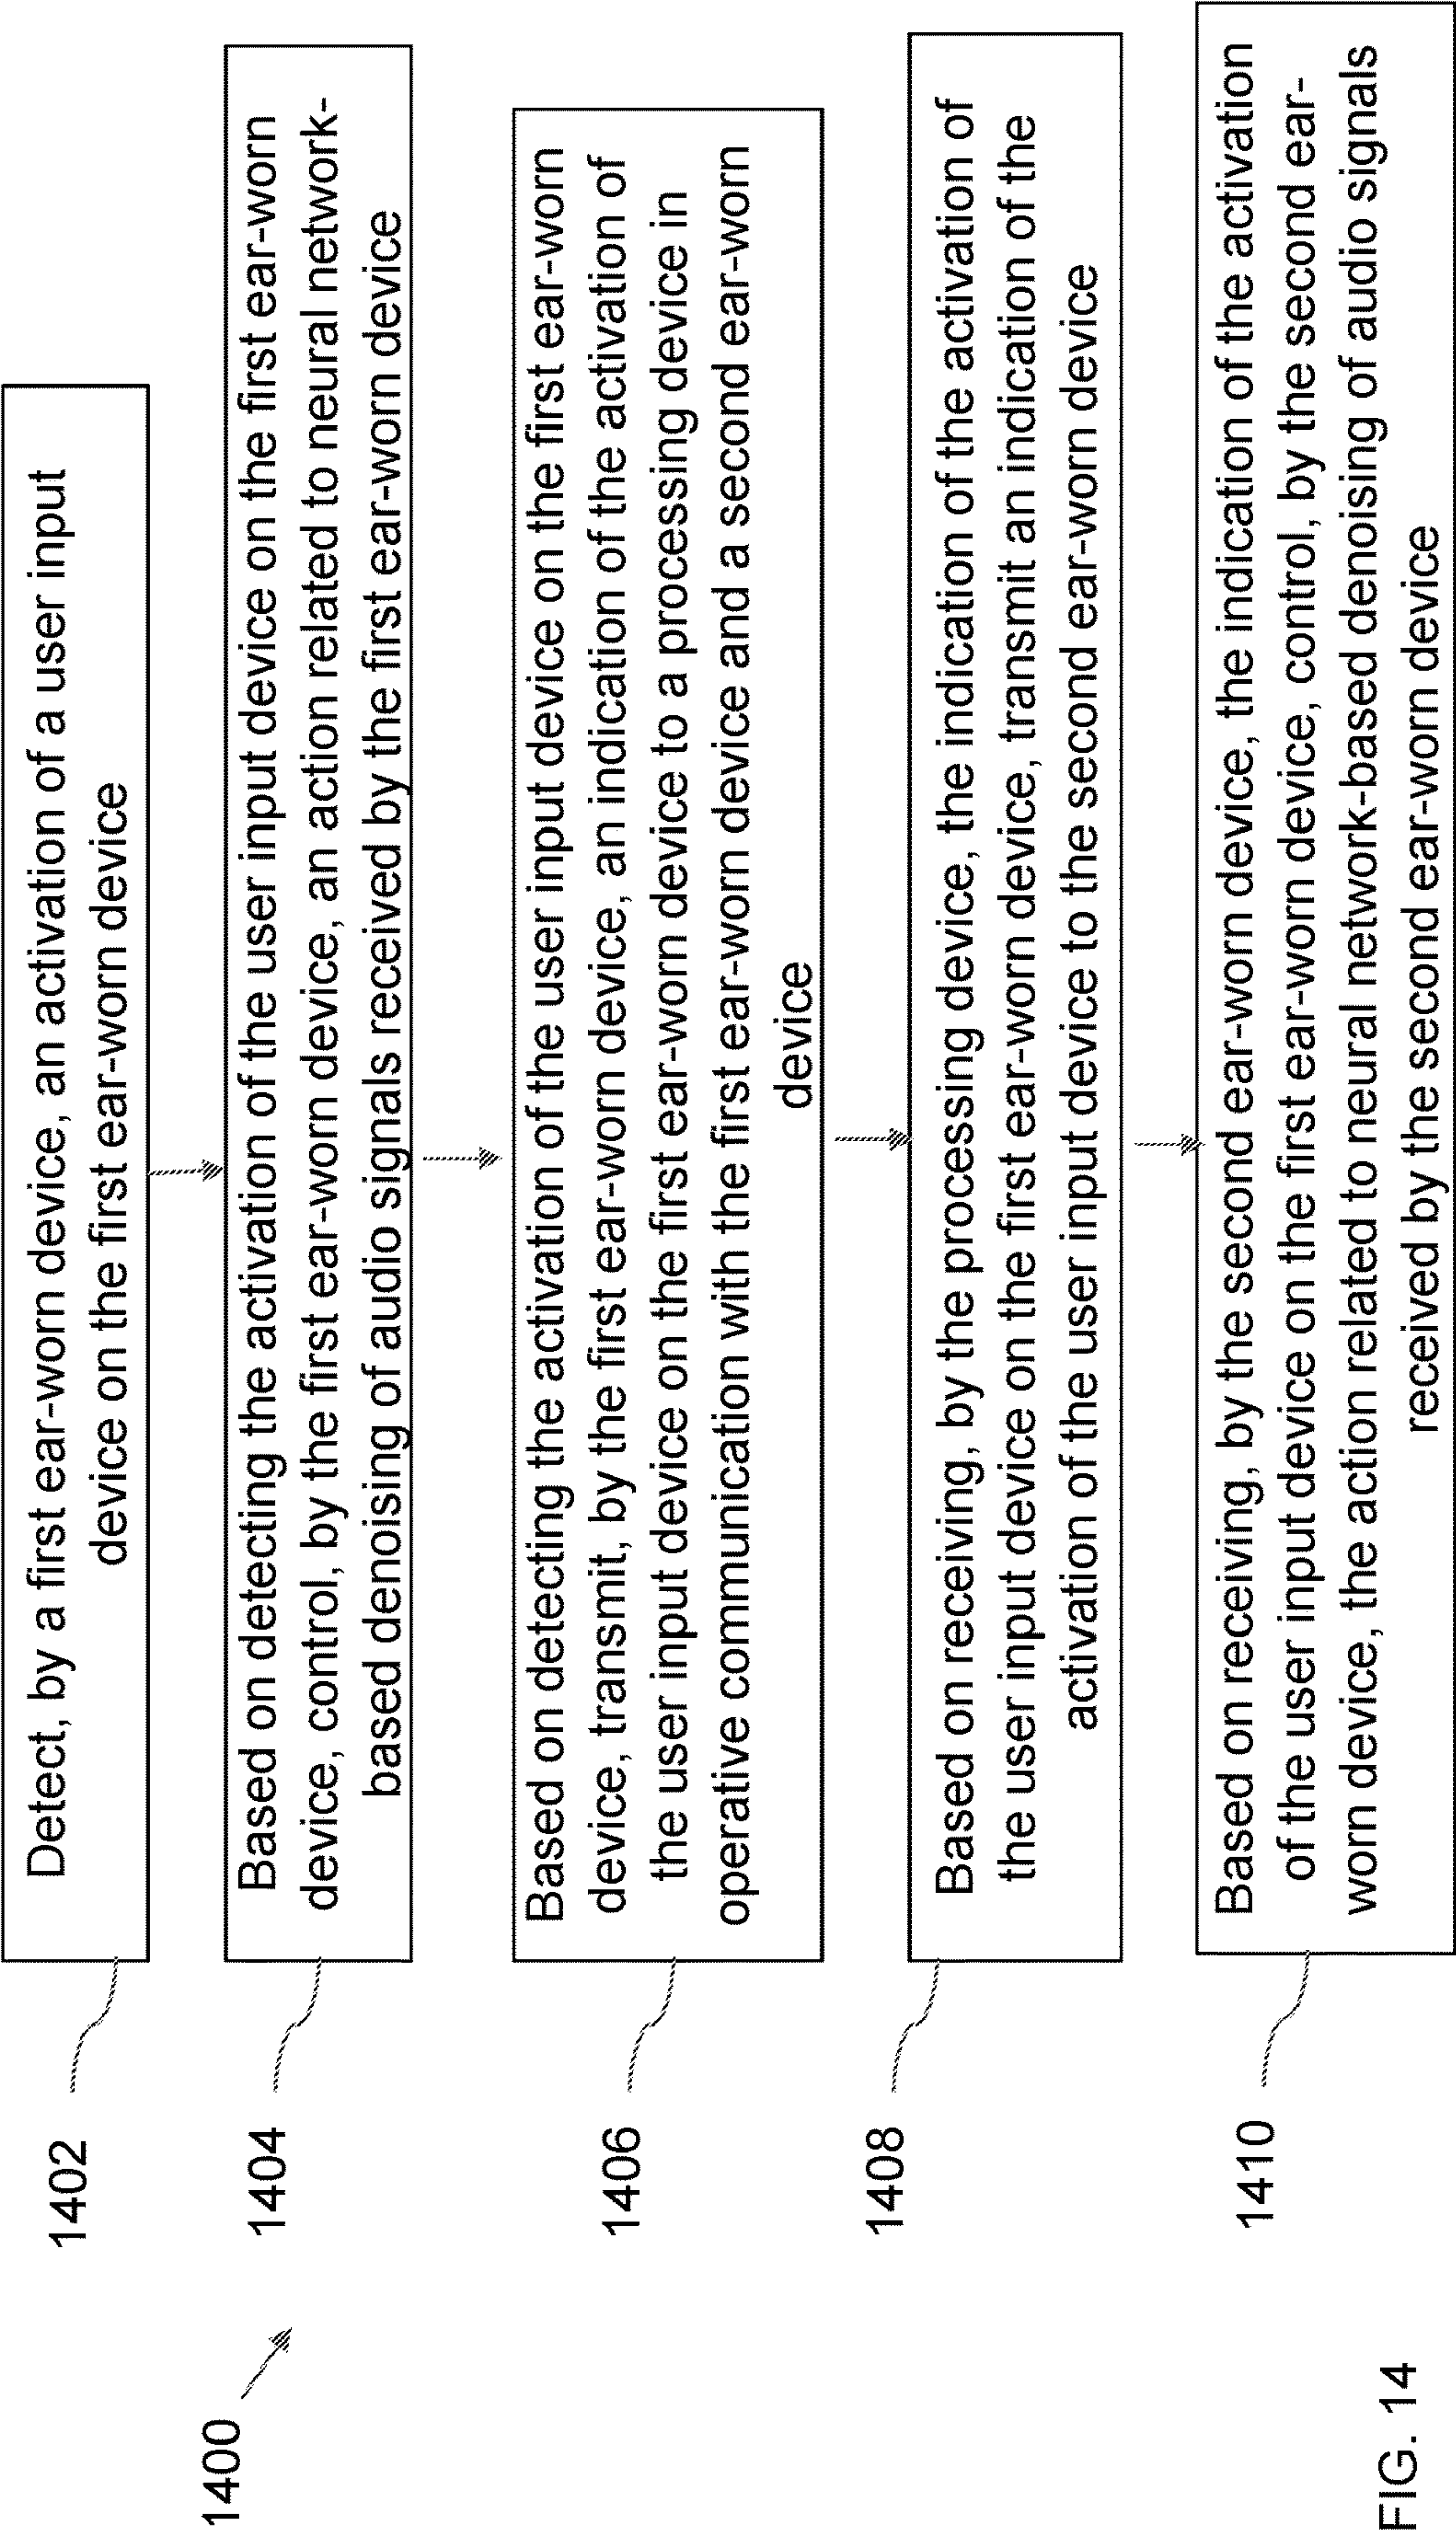 1400
1402
Detect, by a first ear-worn device, an activation of a user input
device on the first ear-worn device
1404
Based on detecting the activation of the user input device on the first ear-worn
device, control, by the first ear-worn device, an action related to neural network-
based denoising of audio signals received by the first ear-worn device
1406
Based on detecting the activation of the user input device on the first ear-worn
device, transmit, by the first ear-worn device, an indication of the activation of
the user input device on the first ear-worn device to a processing device in
operative communication with the first ear-worn device and a second ear-worn
device
1408
Based on receiving, by the processing device, the indication of the activation of
the user input device on the first ear-worn device, transmit an indication of the
activation of the user input device to the second ear-worn device
1410
Based on receiving, by the second ear-worn device, the indication of the activation
of the user input device on the first ear-worn device, control, by the second ear-
worn device, the action related to neural network-based denoising of audio signals
received by the second ear-worn device
FIG. 14